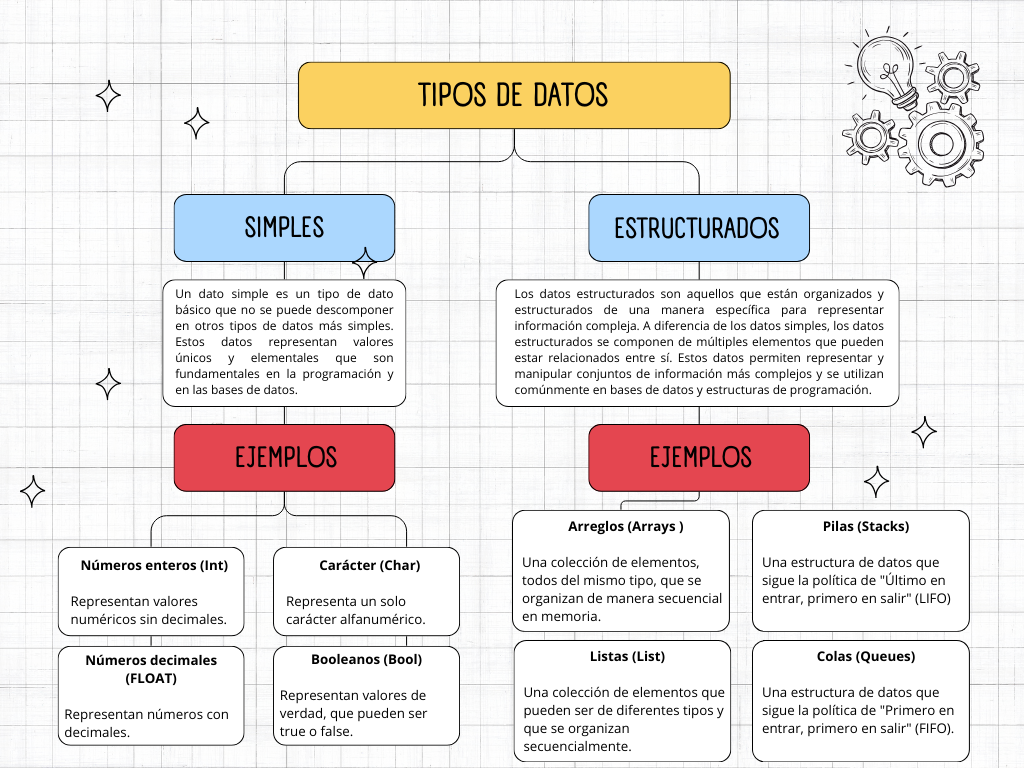 TIPOS DE DATOS
SIMPLES
Un dato simple es un tipo de dato
básico que no se puede descomponer
en otros tipos de datos más simples.
Estos datos representan valores
únicos y elementales que son
fundamentales en la programación y
en las bases de datos.
EJEMPLOS
Números enteros (Int)
Representan valores
numéricos sin decimales.
Carácter (Char)
Representa un solo
carácter alfanumérico.
Números decimales
(FLOAT)
Representan números con
decimales.
Booleanos (Bool)
Representan valores de
verdad, que pueden ser
true o false.
ESTRUCTURADOS
Los datos estructurados son aquellos que están organizados y
estructurados de una manera específica para representar
información compleja. A diferencia de los datos simples, los datos
estructurados se componen de múltiples elementos que pueden
estar relacionados entre sí. Estos datos permiten representar y
manipular conjuntos de información más complejos y se utilizan
comúnmente en bases de datos y estructuras de programación.
EJEMPLOS
Arreglos (Arrays )
Una colección de elementos,
todos del mismo tipo, que se
organizan de manera secuencial
en memoria.
Pilas (Stacks)
Una estructura de datos que
sigue la política de "Último en
entrar, primero en salir" (LIFO)
Listas (List)
Una colección de elementos que
pueden ser de diferentes tipos y
que se organizan
secuencialmente.
Colas (Queues)
Una estructura de datos que
sigue la política de "Primero en
entrar, primero en salir" (FIFO).